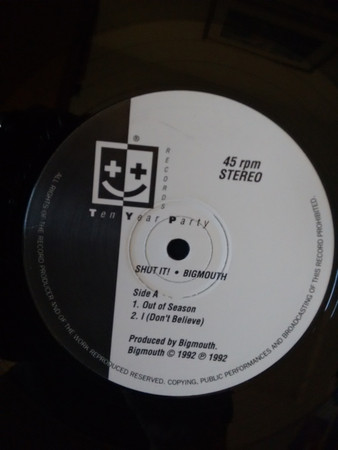 ®
RECORDS
Ten Year Party
45 rpm
STEREO
SHUT IT! • BIGMOUTH
Side A
1. Out of Season
2. I (Don't Believe)
Produced by Bigmouth.
Bigmouth © 1992 ℗ 1992
ALL RIGHTS OF THE RECORD PRODUCER AND OF THE WORK REPRODUCED RESERVED. COPYING, PUBLIC PERFORMANCES AND BROADCASTING OF THIS RECORD PROHIBITED.